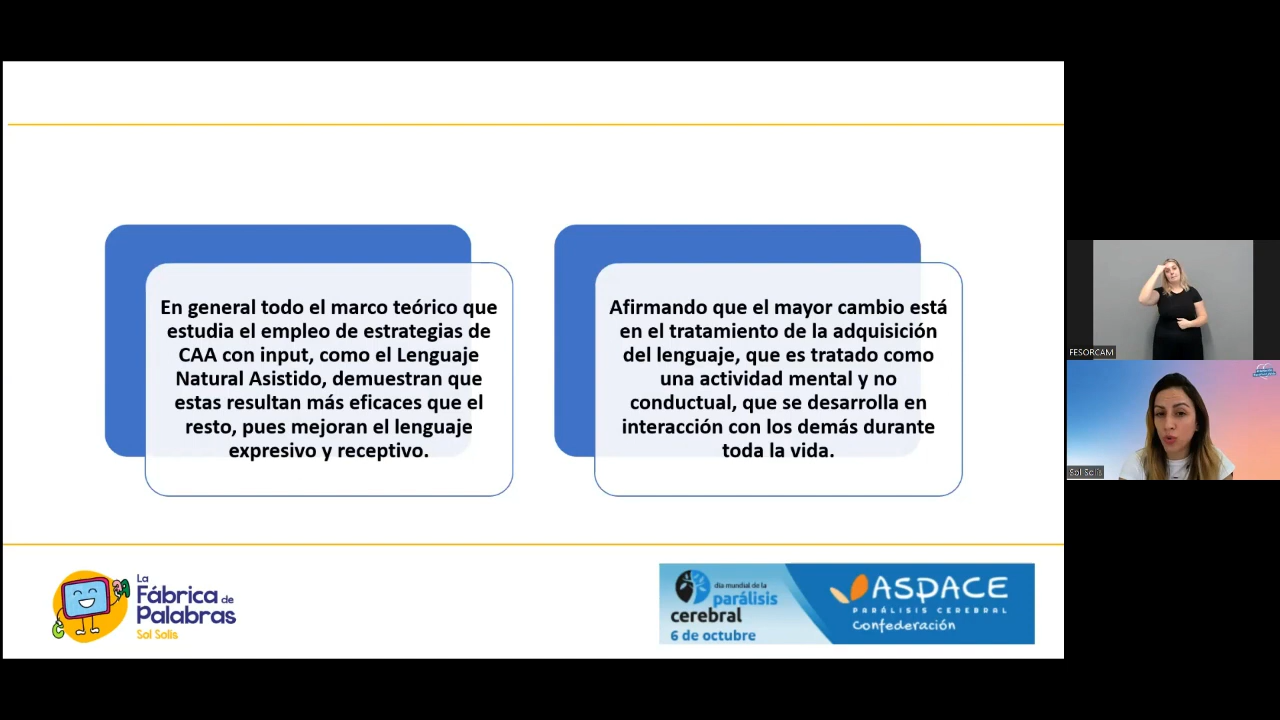 En general todo el marco teórico que
estudia el empleo de estrategias de
CAA con input, como el Lenguaje
Natural Asistido, demuestran que
estas resultan más eficaces que el
resto, pues mejoran el lenguaje
expresivo y receptivo.
Afirmando que el mayor cambio está
en el tratamiento de la adquisición
del lenguaje, que es tratado como
una actividad mental y no
conductual, que se desarrolla en
interacción con los demás durante
toda la vida.
La
Fábrica de
Palabras
Sol Solís
día mundial de la
parálisis
cerebral
6 de octubre
ASPACE
PARÁLISIS CEREBRAL
Confederación
FESORCAM
Sol Solís